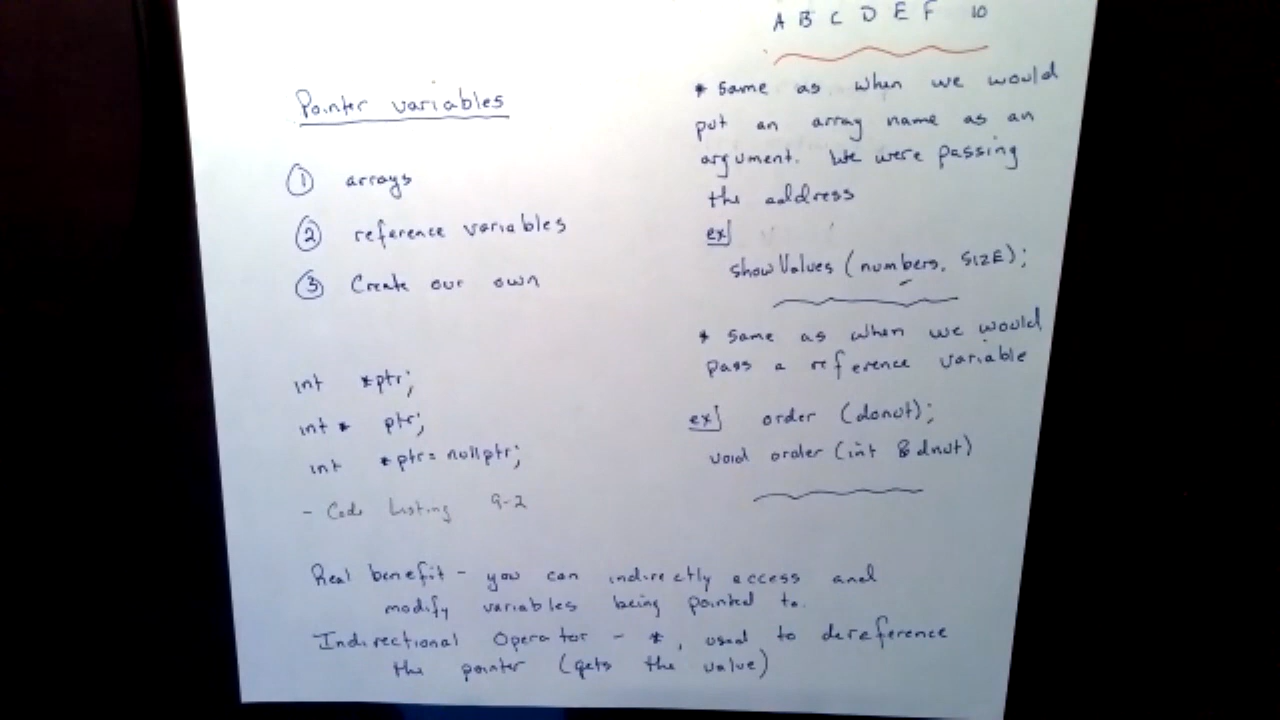 A B C D E F 10
Pointer variables
① arrays
② reference variables
③ Create our own
int *ptr;
int * ptr;
int *ptr = nullptr;
- Code Listing 9-2
* Same as when we would
put an array name as an
argument. We were passing
the address
ex]
showValues (numbers, SIZE);
* Same as when we would
pass a reference variable
ex] order (donut);
void order (int & dnut)
Real benefit - you can indirectly access and
modify variables being pointed to.
Indirectional Operator - *, used to dereference
the pointer (gets the value)